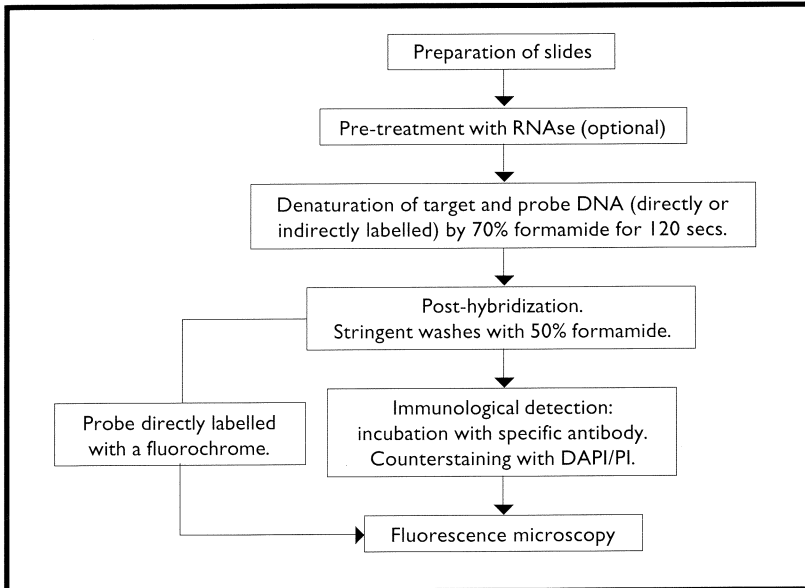 Preparation of slides
Pre-treatment with RNAse (optional)
Denaturation of target and probe DNA (directly or
indirectly labelled) by 70% formamide for 120 secs.
Post-hybridization.
Stringent washes with 50% formamide.
Probe directly labelled
with a fluorochrome.
Immunological detection:
incubation with specific antibody.
Counterstaining with DAPI/PI.
Fluorescence microscopy